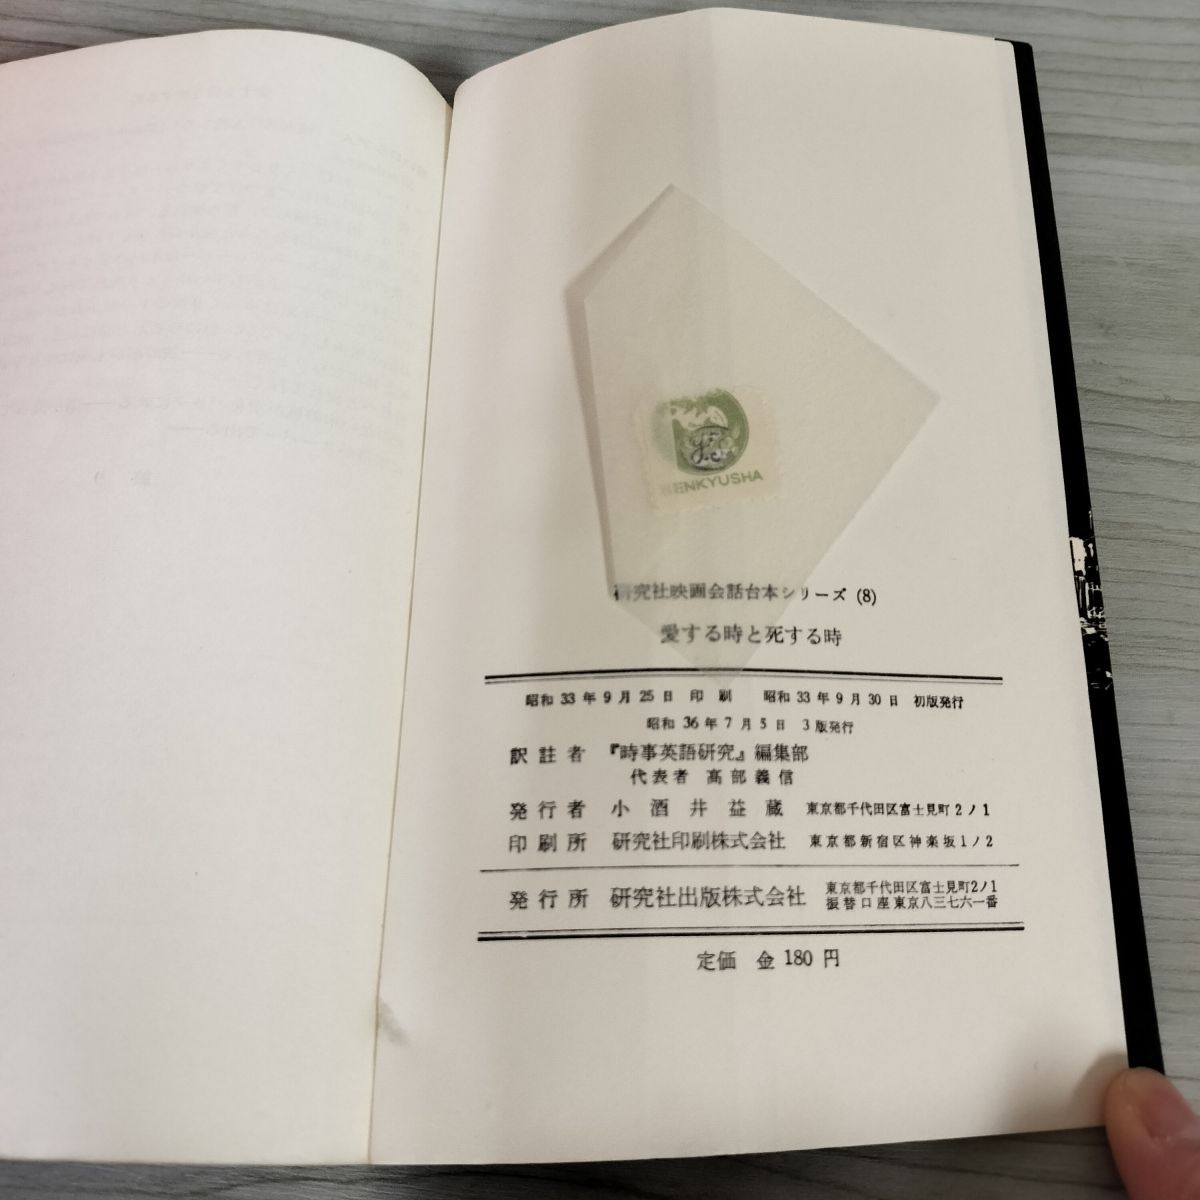 KENKYUSHA
研究社映画会話台本シリーズ (8)
愛する時と死する時
昭和 33 年 9 月 25 日 印 刷 昭和 33 年 9 月 30 日 初版発行
昭和 36 年 7 月 5 日 3 版発行
訳 註 者 『時事英語研究』編集部
代表者 高部義信
発 行 者 小 酒 井 益 蔵 東京都千代田区富士見町 2 ノ 1
印 刷 所 研究社印刷株式会社 東京都新宿区神楽坂 1 ノ 2
発 行 所 研究社出版株式会社 東京都千代田区富士見町2ノ1
振替口座東京八三七六一番
定価 金 180 円